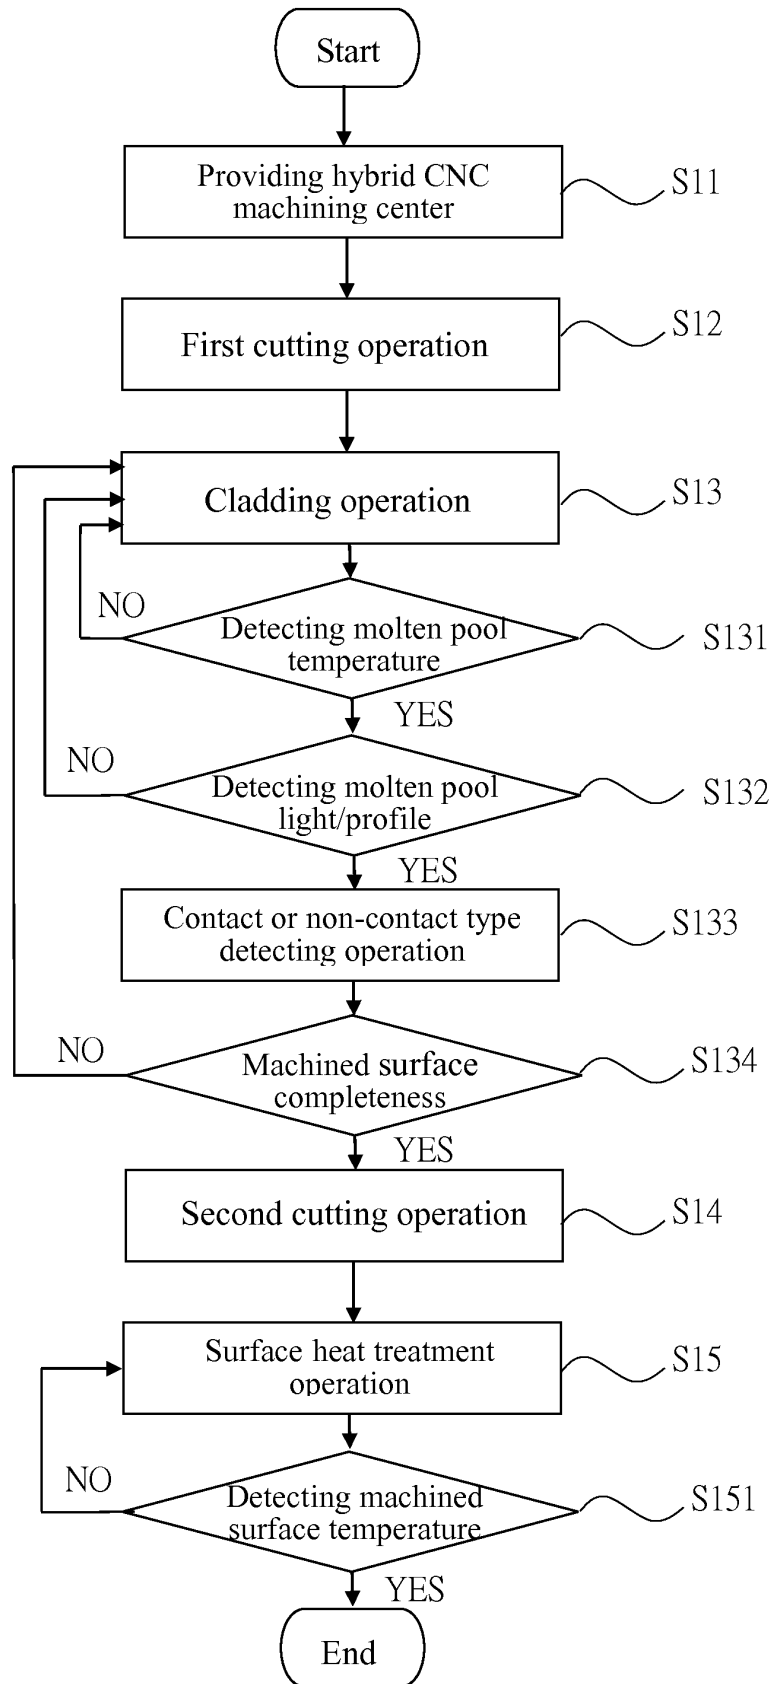 Start
Providing hybrid CNC
machining center
S11
First cutting operation
S12
Cladding operation
S13
NO
Detecting molten pool
temperature
S131
YES
NO
Detecting molten pool
light/profile
S132
YES
Contact or non-contact type
detecting operation
S133
NO
Machined surface
completeness
S134
YES
Second cutting operation
S14
Surface heat treatment
operation
S15
NO
Detecting machined
surface temperature
S151
YES
End